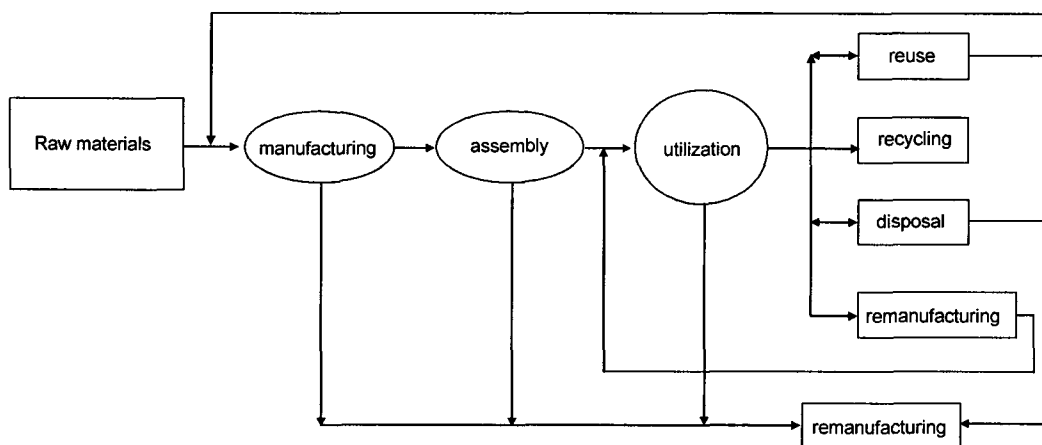 reuse
Raw materials
manufacturing
assembly
utilization
recycling
disposal
remanufacturing
remanufacturing